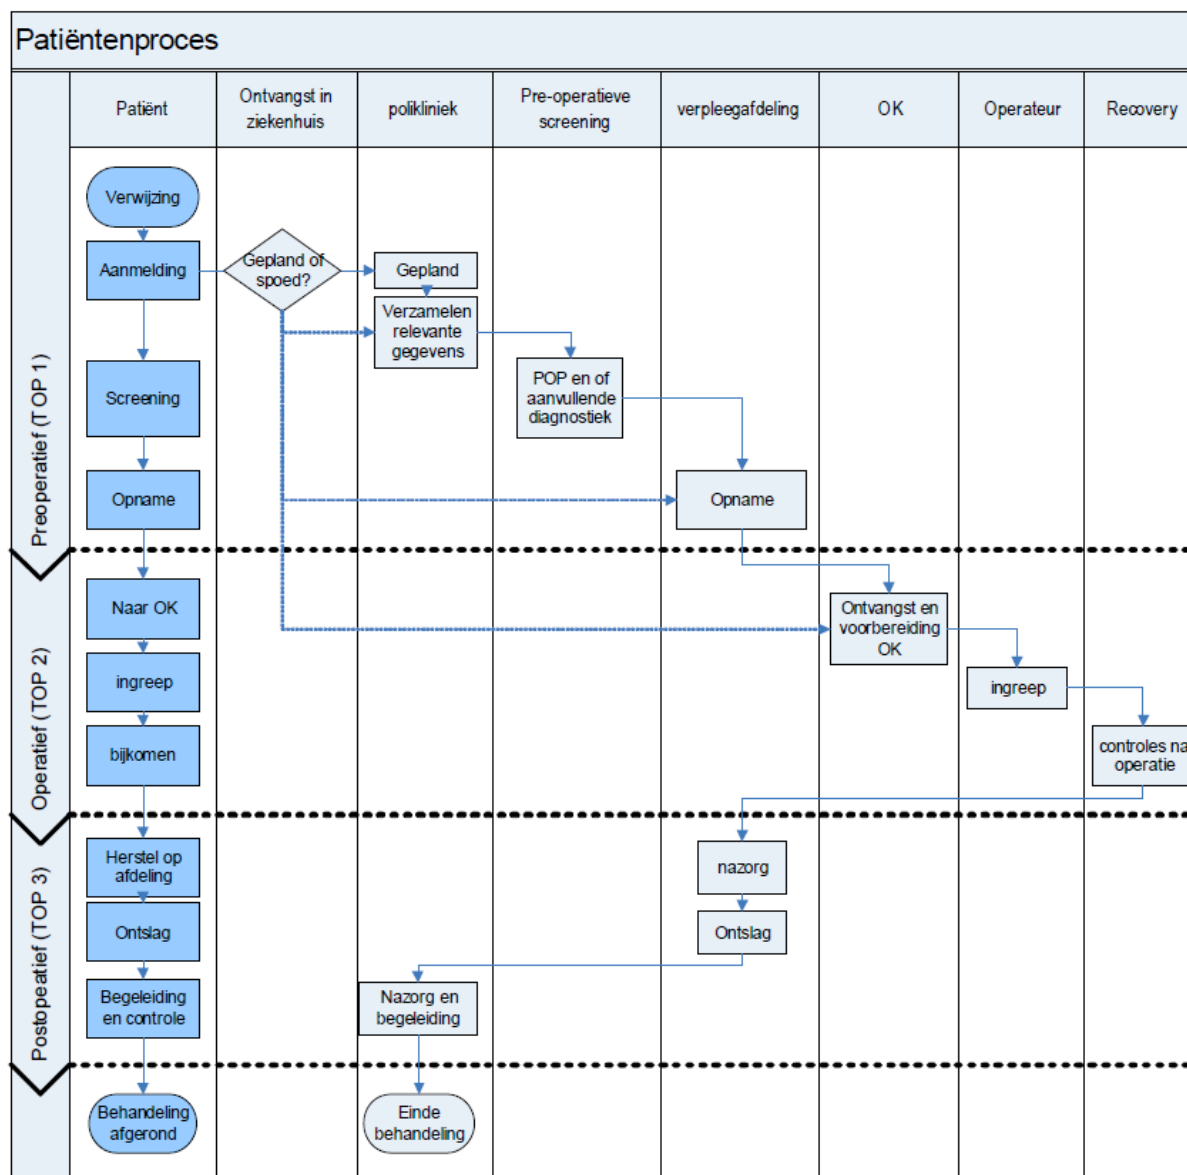 Patiëntenproces
Patiënt
Ontvangst in
ziekenhuis
polikliniek
Pre-operatieve
screening
verpleegafdeling
OK
Operateur
Recovery
Preoperatief (TOP 1)
Verwijzing
Aanmelding
Gepland of
spoed?
Gepland
Verzamelen
relevante
gegevens
Screening
POP en of
aanvullende
diagnostiek
Opname
Opname
Operatief (TOP 2)
Naar OK
Ontvangst en
voorbereiding
OK
ingreep
ingreep
bijkomen
controles na
operatie
Postopeatief (TOP 3)
Herstel op
afdeling
nazorg
Ontslag
Ontslag
Begeleiding
en controle
Nazorg en
begeleiding
Behandeling
afgerond
Einde
behandeling